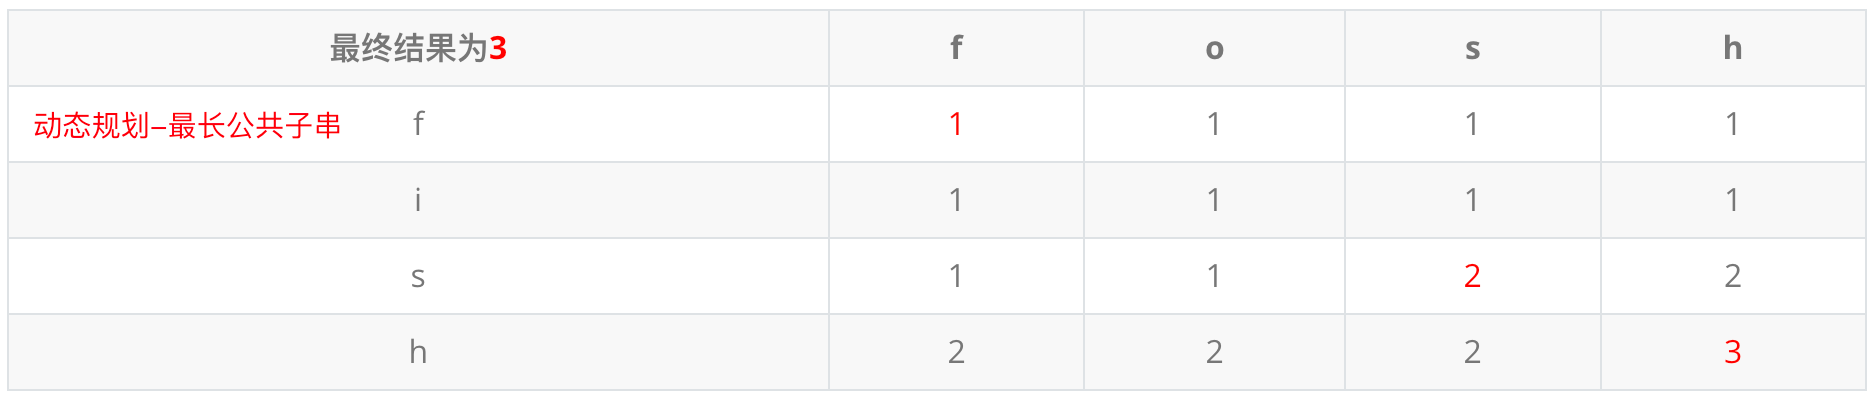 最终结果为3 f o s h
动态规划–最长公共子串 f 1 1 1 1
i 1 1 1 1
s 1 1 2 2
h 2 2 2 3